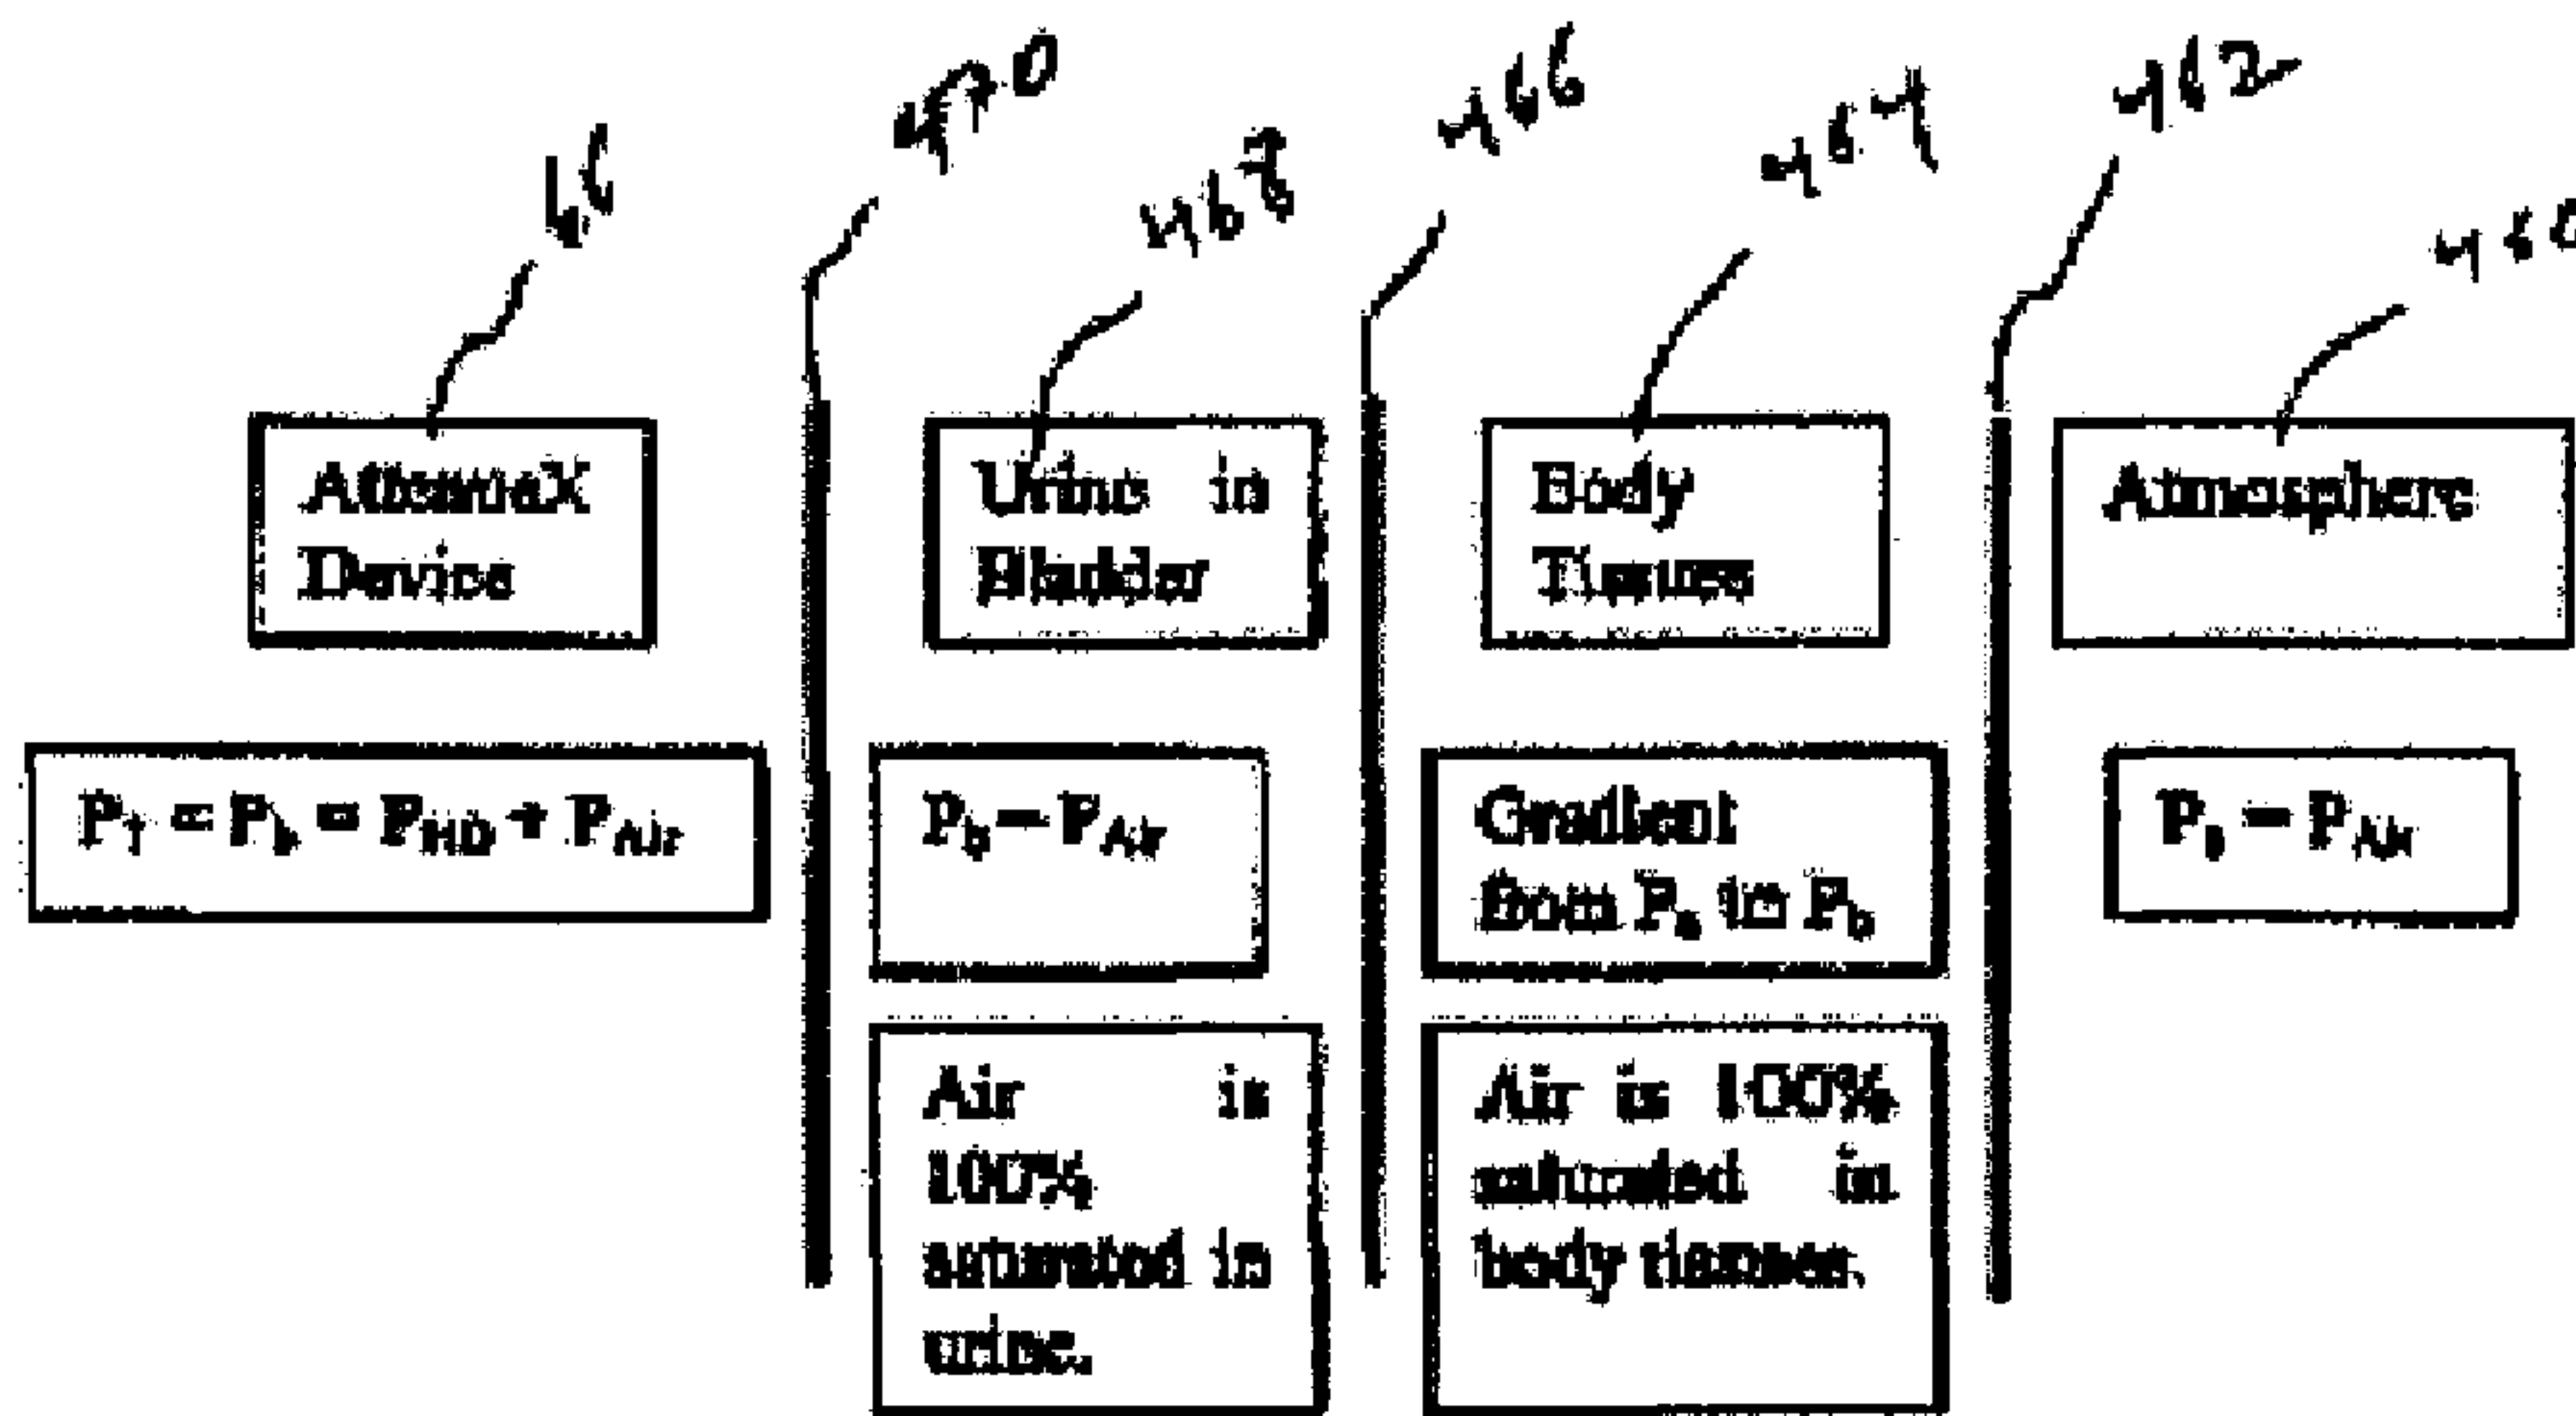 66
470
468
466
464
462
460
Device
Urine in
Bladder
Body
Tissues
Atmosphere
P = P_b = P_HD + P_Air
P_b = P_Air
Gradient
from P_a to P_b
P_a = P_Air
Air is
100%
saturated in
urine.
Air is 100%
saturated in
body tissues.